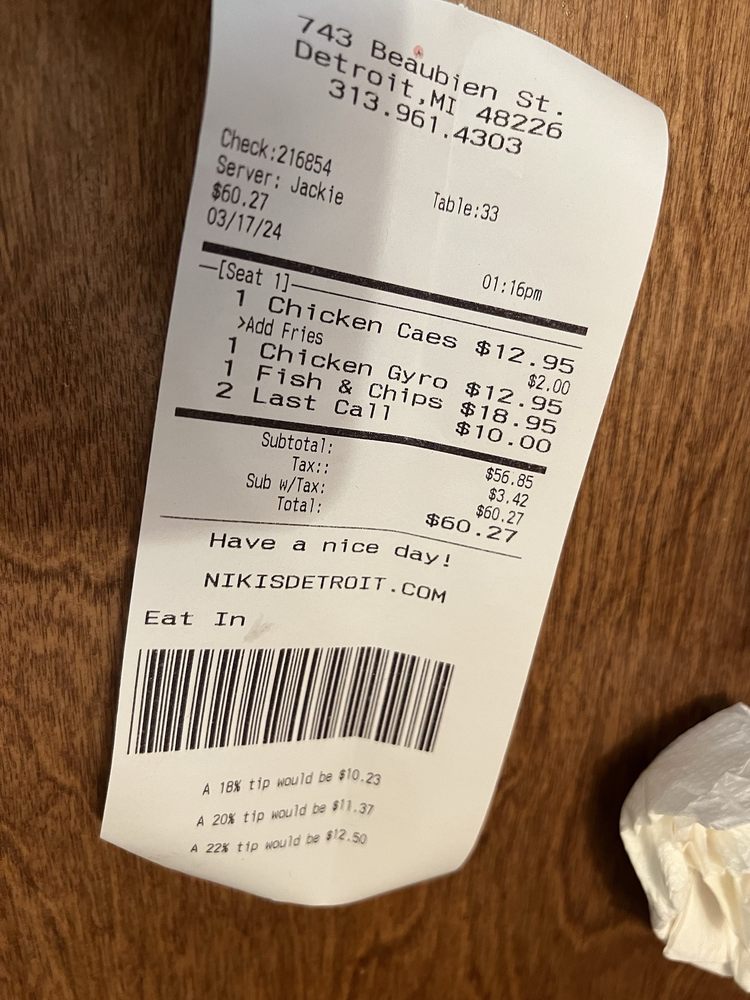 743 Beaubien St.
Detroit,MI 48226
313.961.4303
Check:216854
Server: Jackie Table:33
$60.27
03/17/24 01:16pm
[Seat 1]
1 Chicken Caes $12.95
>Add Fries $2.00
1 Chicken Gyro $12.95
1 Fish & Chips $18.95
2 Last Call $10.00
Subtotal: $56.85
Tax:: $3.42
Sub w/Tax: $60.27
Total: $60.27
Have a nice day!
NIKISDETROIT.COM
Eat In
A 18% tip would be $10.23
A 20% tip would be $11.37
A 22% tip would be $12.50